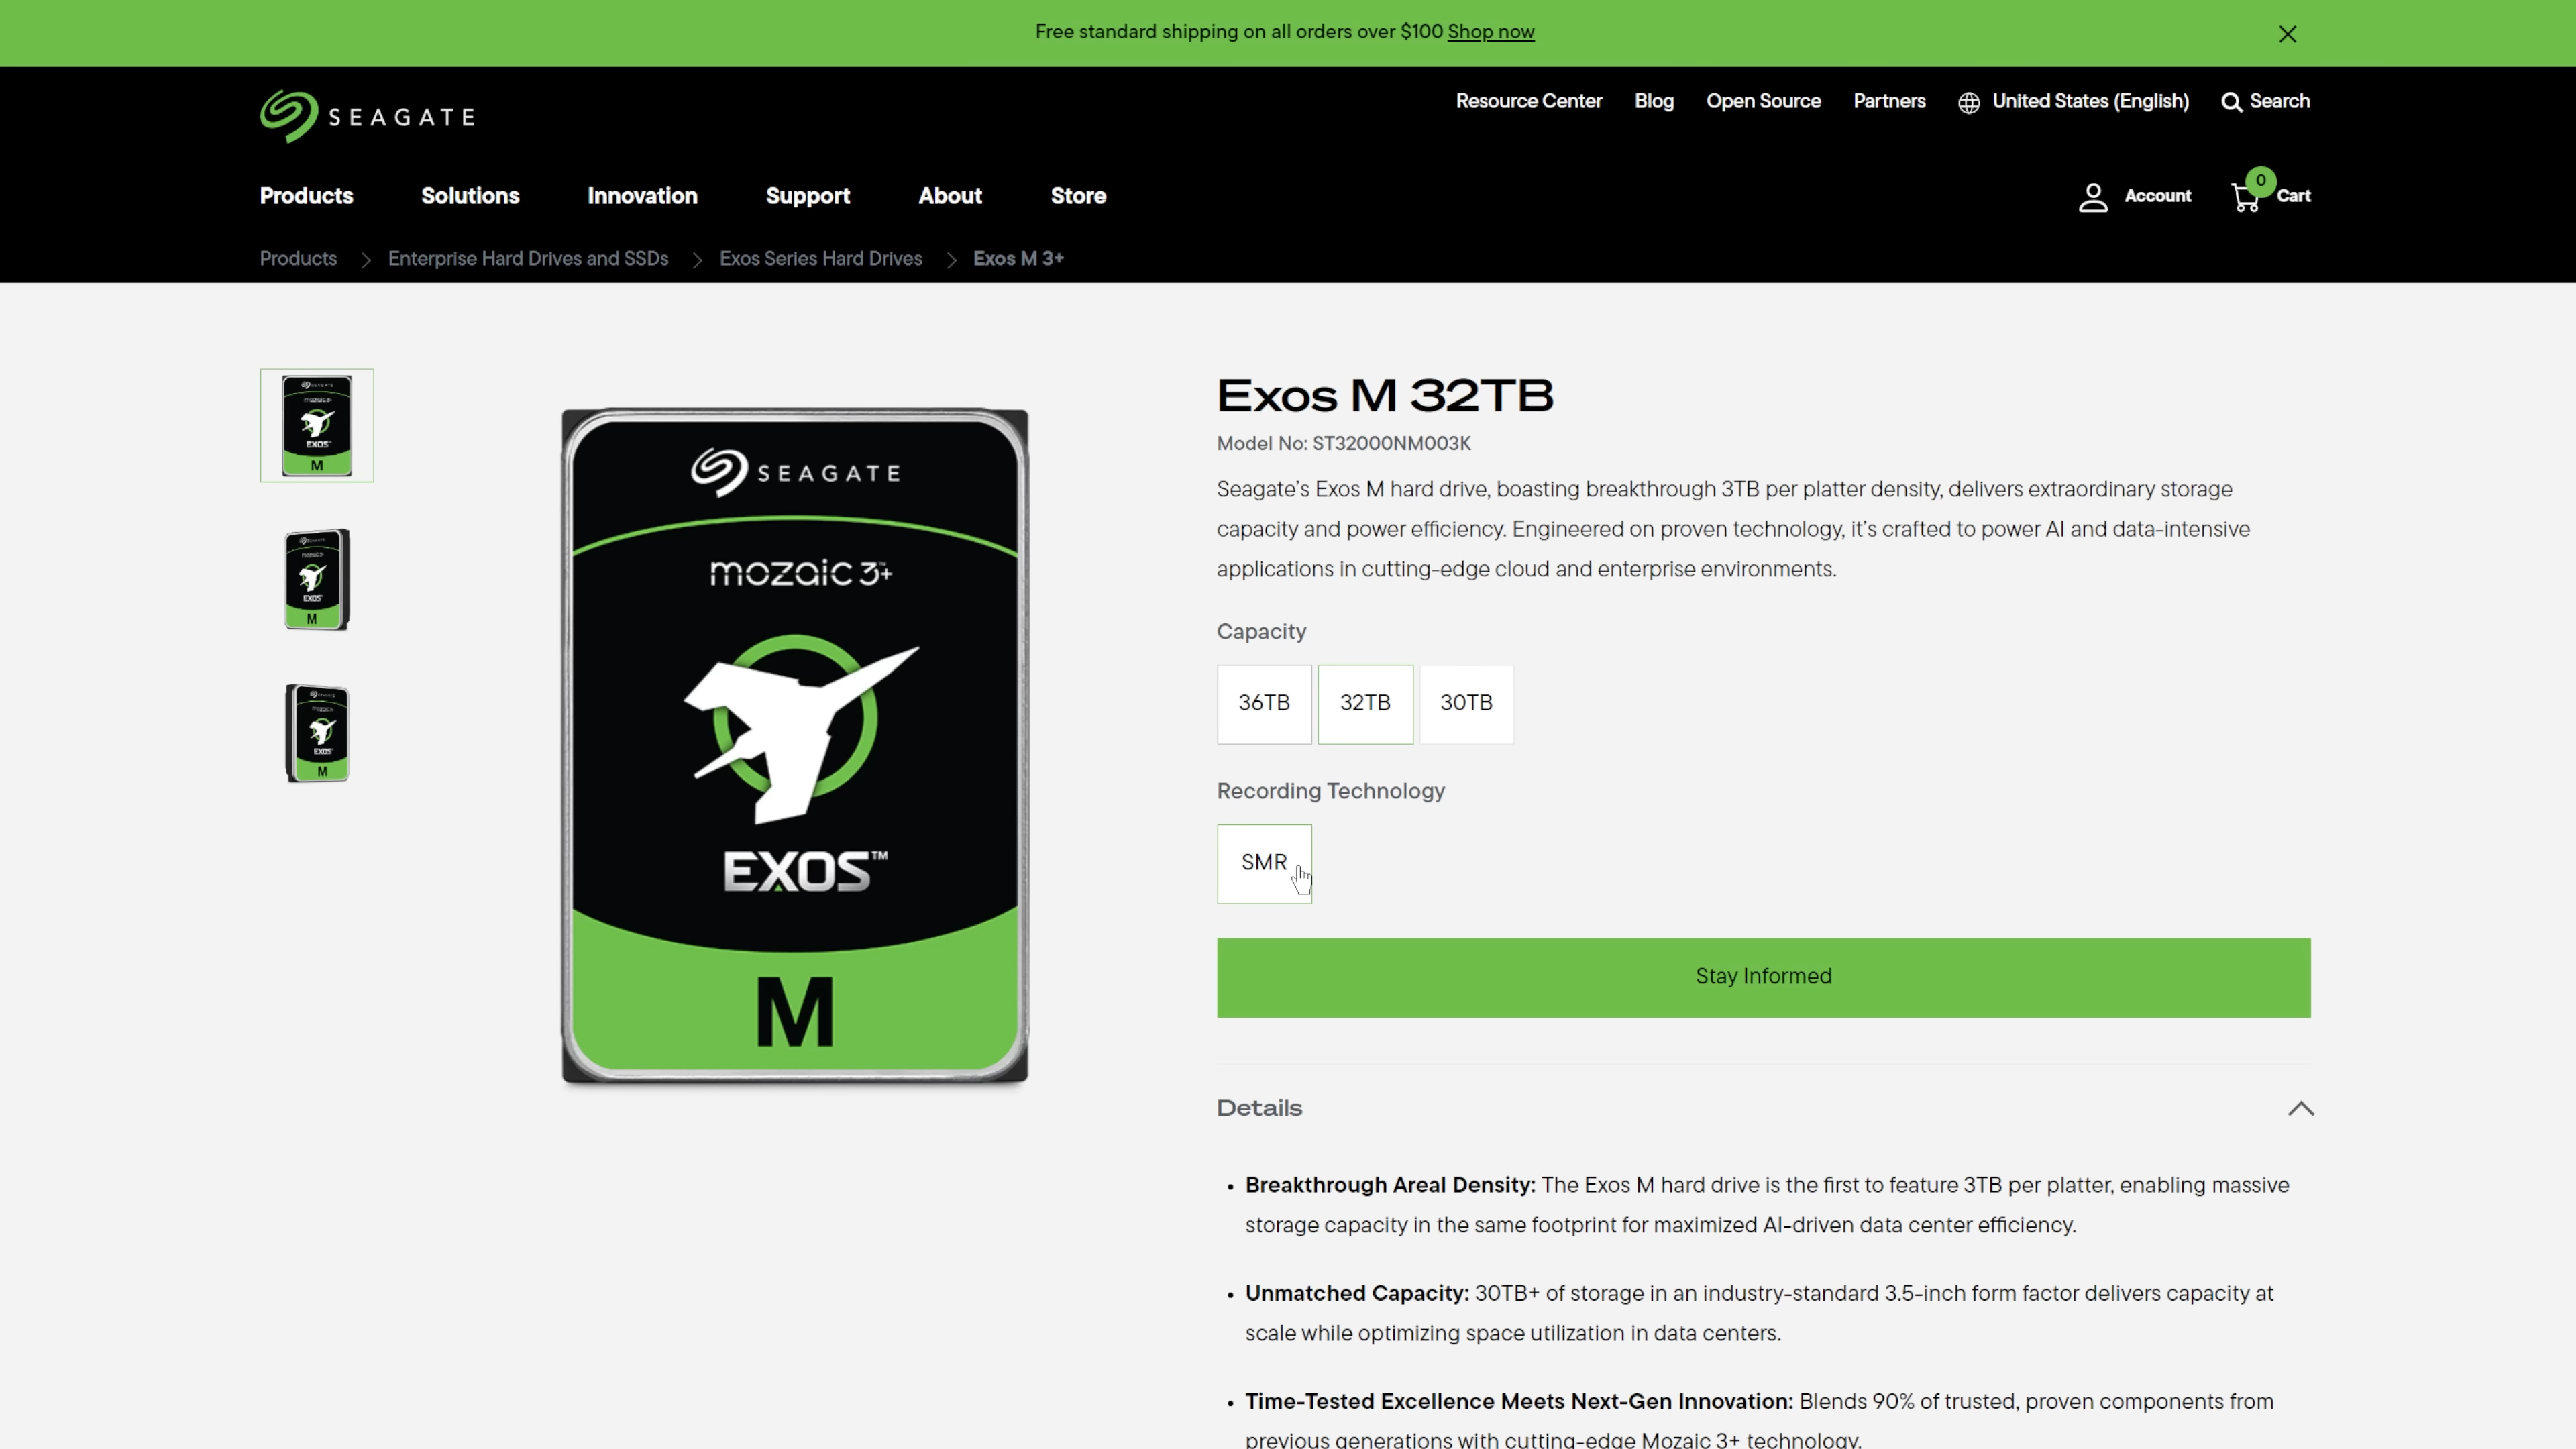 Free standard shipping on all orders over $100 Shop now
SEAGATE
Resource Center
Blog
Open Source
Partners
United States (English)
Search
Products
Solutions
Innovation
Support
About
Store
Account
0
Cart
Products
Enterprise Hard Drives and SSDs
Exos Series Hard Drives
Exos M 3+
SEAGATE
mozaic 3+
EXOS
M
EXOS
M
EXOS
M
SEAGATE
mozaic 3+
EXOS™
M
Exos M 32TB
Model No: ST32000NM003K
Seagate’s Exos M hard drive, boasting breakthrough 3TB per platter density, delivers extraordinary storage
capacity and power efficiency. Engineered on proven technology, it’s crafted to power AI and data-intensive
applications in cutting-edge cloud and enterprise environments.
Capacity
36TB
32TB
30TB
Recording Technology
SMR
Stay Informed
Details
• Breakthrough Areal Density: The Exos M hard drive is the first to feature 3TB per platter, enabling massive
storage capacity in the same footprint for maximized AI-driven data center efficiency.
• Unmatched Capacity: 30TB+ of storage in an industry-standard 3.5-inch form factor delivers capacity at
scale while optimizing space utilization in data centers.
• Time-Tested Excellence Meets Next-Gen Innovation: Blends 90% of trusted, proven components from
previous generations with cutting-edge Mozaic 3+ technology.